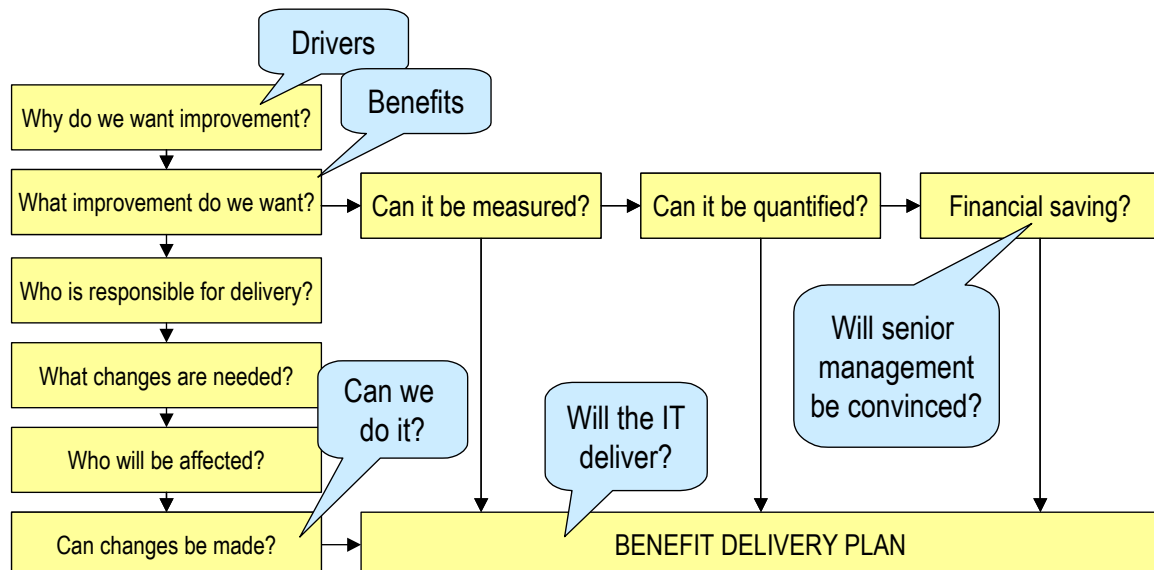 Drivers
Benefits
Why do we want improvement?
What improvement do we want?
Can it be measured?
Can it be quantified?
Financial saving?
Who is responsible for delivery?
What changes are needed?
Will senior
management
be convinced?
Can we
do it?
Will the IT
deliver?
Who will be affected?
Can changes be made?
BENEFIT DELIVERY PLAN